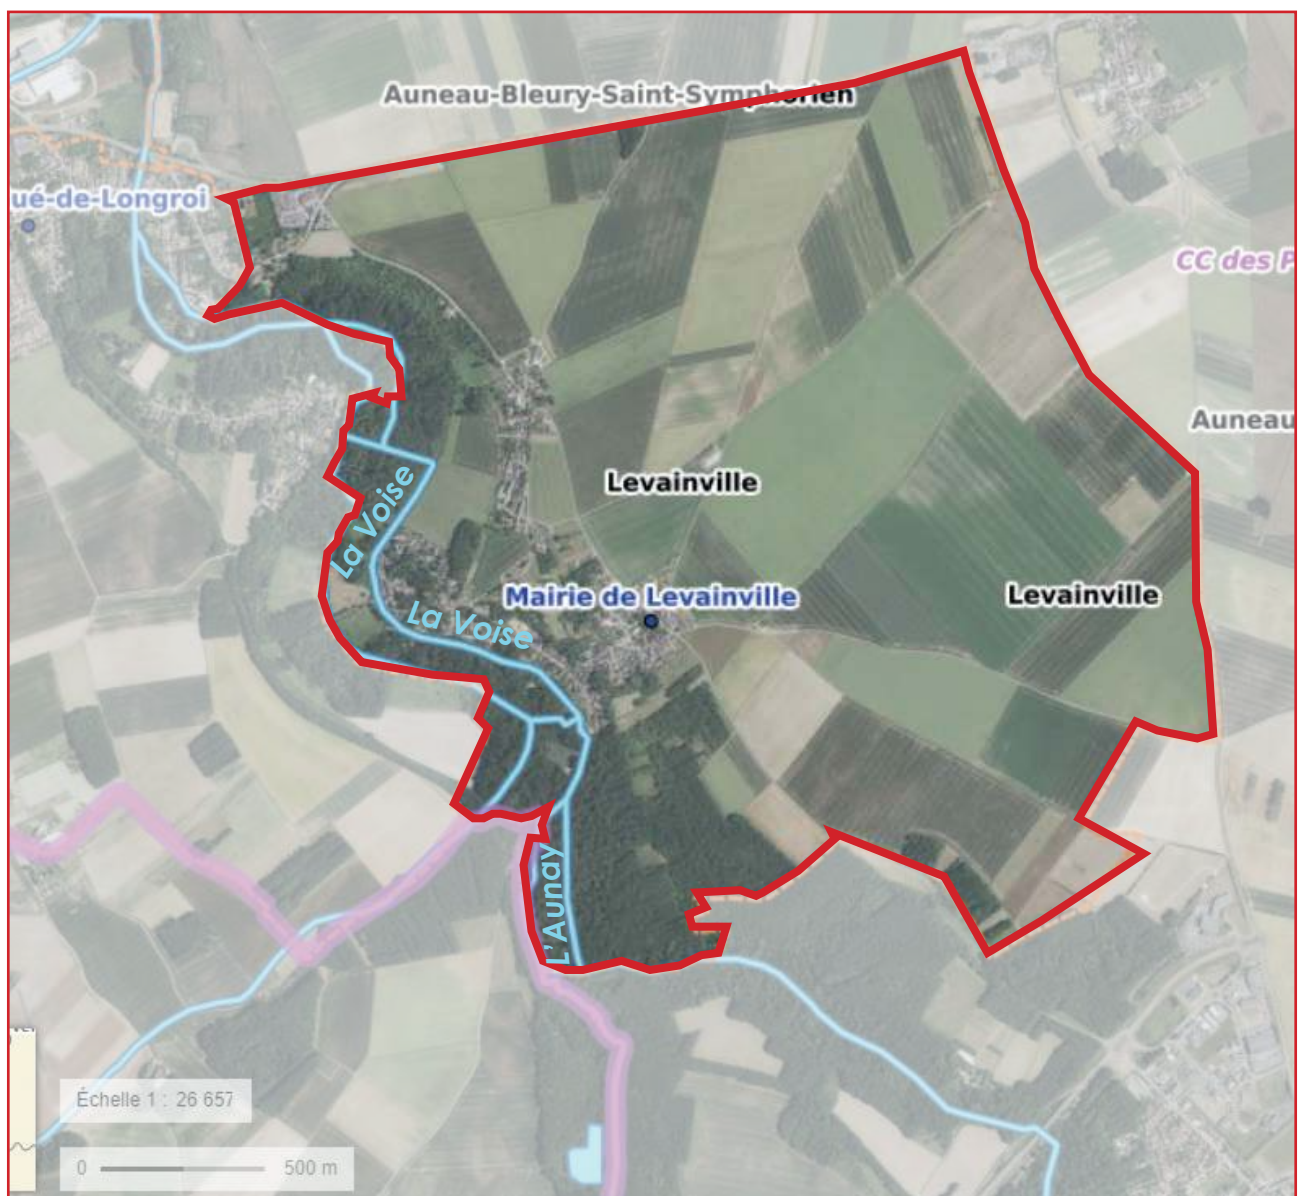 Auneau-Bleury-Saint-Symphorien
ué-de-Longroi
CC des P
Auneau
Levainville
La Voise
Mairie de Levainville
Levainville
La Voise
L'Aunay
Échelle 1 : 26 657
0 500 m